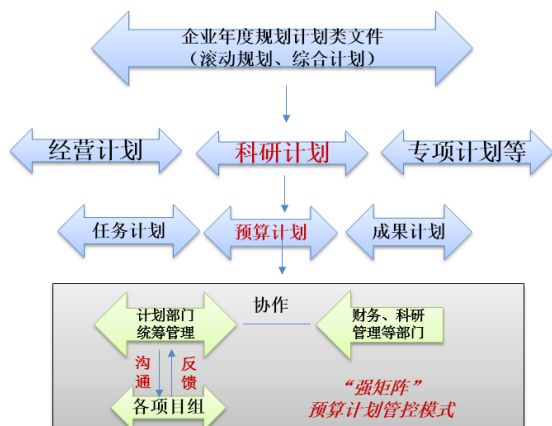 企业年度规划计划类文件
（滚动规划、综合计划）
经营计划
科研计划
专项计划等
任务计划
预算计划
成果计划
计划部门
统筹管理
协作
财务、科研
管理等部门
沟通
反馈
各项目组
“强矩阵”
预算计划管控模式